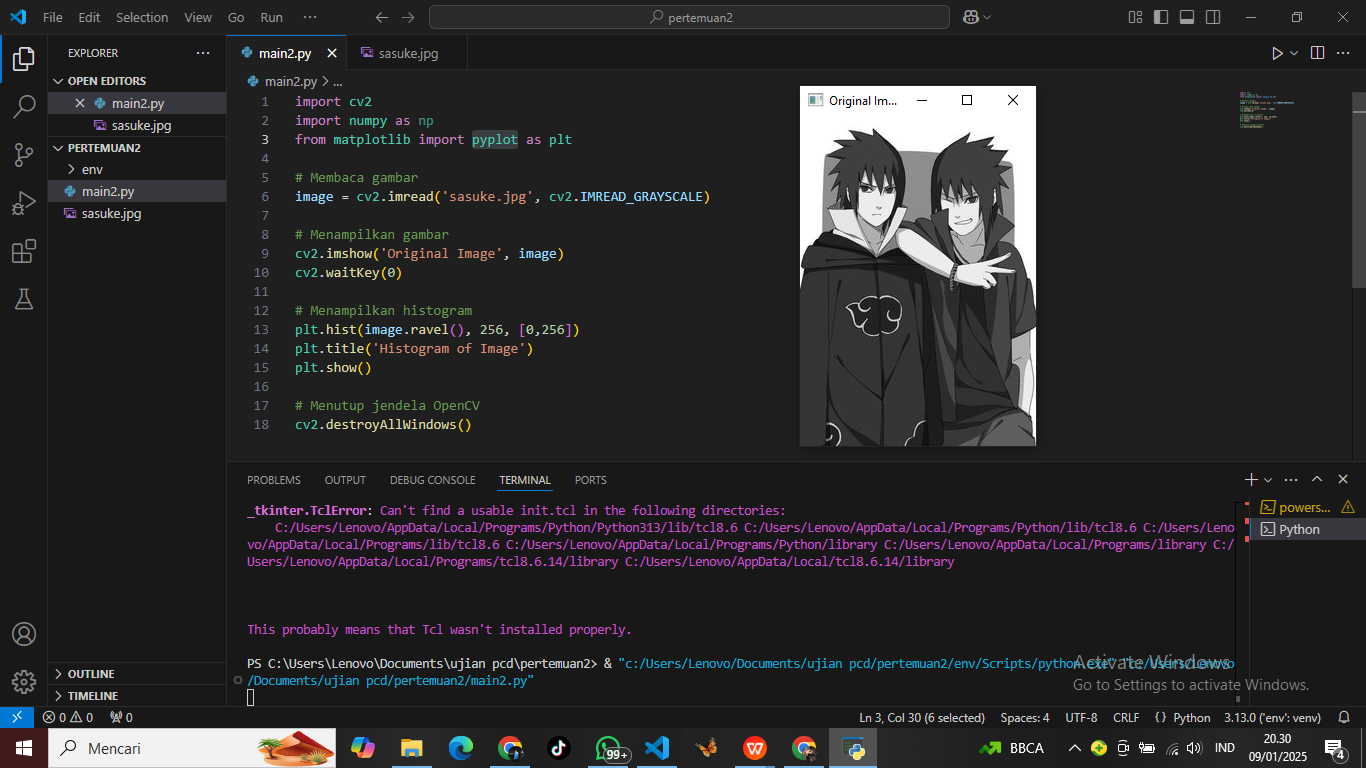 File Edit Selection View Go Run ···
pertemuan2
EXPLORER ···
OPEN EDITORS
main2.py
sasuke.jpg
PERTEMUAN2
env
main2.py
sasuke.jpg
OUTLINE
TIMELINE
main2.py
sasuke.jpg
main2.py > ...
1 import cv2
2 import numpy as np
3 from matplotlib import pyplot as plt
4
5 # Membaca gambar
6 image = cv2.imread('sasuke.jpg', cv2.IMREAD_GRAYSCALE)
7
8 # Menampilkan gambar
9 cv2.imshow('Original Image', image)
10 cv2.waitKey(0)
11
12 # Menampilkan histogram
13 plt.hist(image.ravel(), 256, [0,256])
14 plt.title('Histogram of Image')
15 plt.show()
16
17 # Menutup jendela OpenCV
18 cv2.destroyAllWindows()
Original Im...
PROBLEMS OUTPUT DEBUG CONSOLE TERMINAL PORTS
_tkinter.TclError: Can't find a usable init.tcl in the following directories:
C:/Users/Lenovo/AppData/Local/Programs/Python/Python313/lib/tcl8.6 C:/Users/Lenovo/AppData/Local/Programs/Python/lib/tcl8.6 C:/Users/Leno
vo/AppData/Local/Programs/lib/tcl8.6 C:/Users/Lenovo/AppData/Local/Programs/Python/library C:/Users/Lenovo/AppData/Local/Programs/library C:/
Users/Lenovo/AppData/Local/Programs/tcl8.6.14/library C:/Users/Lenovo/AppData/Local/tcl8.6.14/library
This probably means that Tcl wasn't installed properly.
PS C:\Users\Lenovo\Documents\ujian pcd\pertemuan2> & "c:/Users/Lenovo/Documents/ujian pcd/pertemuan2/env/Scripts/python.exe" "c:/Users/Lenovo
/Documents/ujian pcd/pertemuan2/main2.py"
powers...
Python
Activate Windows
Go to Settings to activate Windows.
0 0 0
Ln 3, Col 30 (6 selected) Spaces: 4 UTF-8 CRLF {} Python 3.13.0 ('env': venv)
Mencari
99+
BBCA
IND
20.30
09/01/2025
4